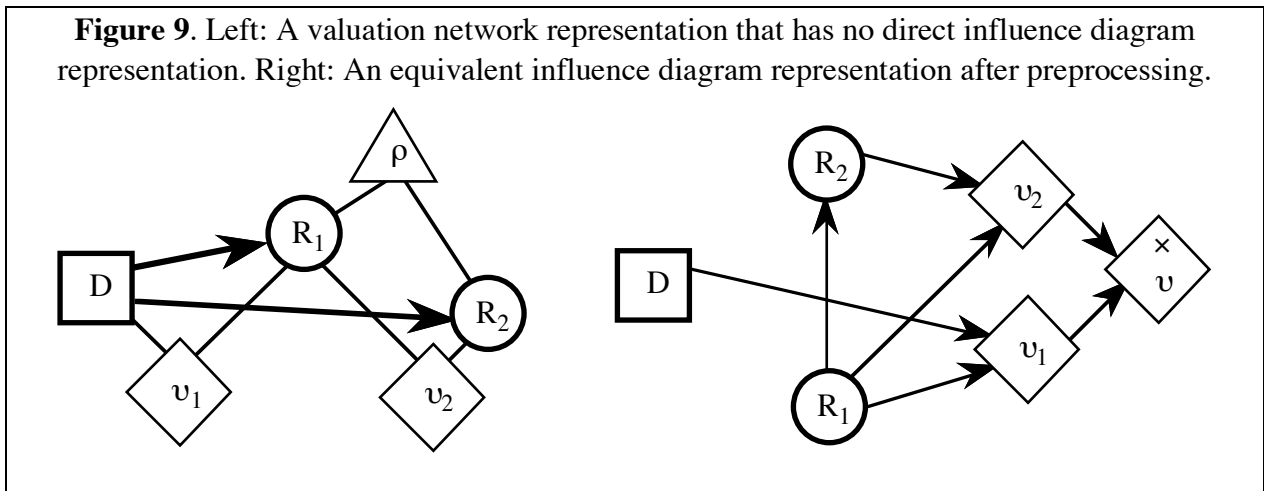 Figure 9. Left: A valuation network representation that has no direct influence diagram
representation. Right: An equivalent influence diagram representation after preprocessing.
ρ
R₁
D
R₂
υ₁
υ₂
R₂
υ₂
×
υ
D
υ₁
R₁